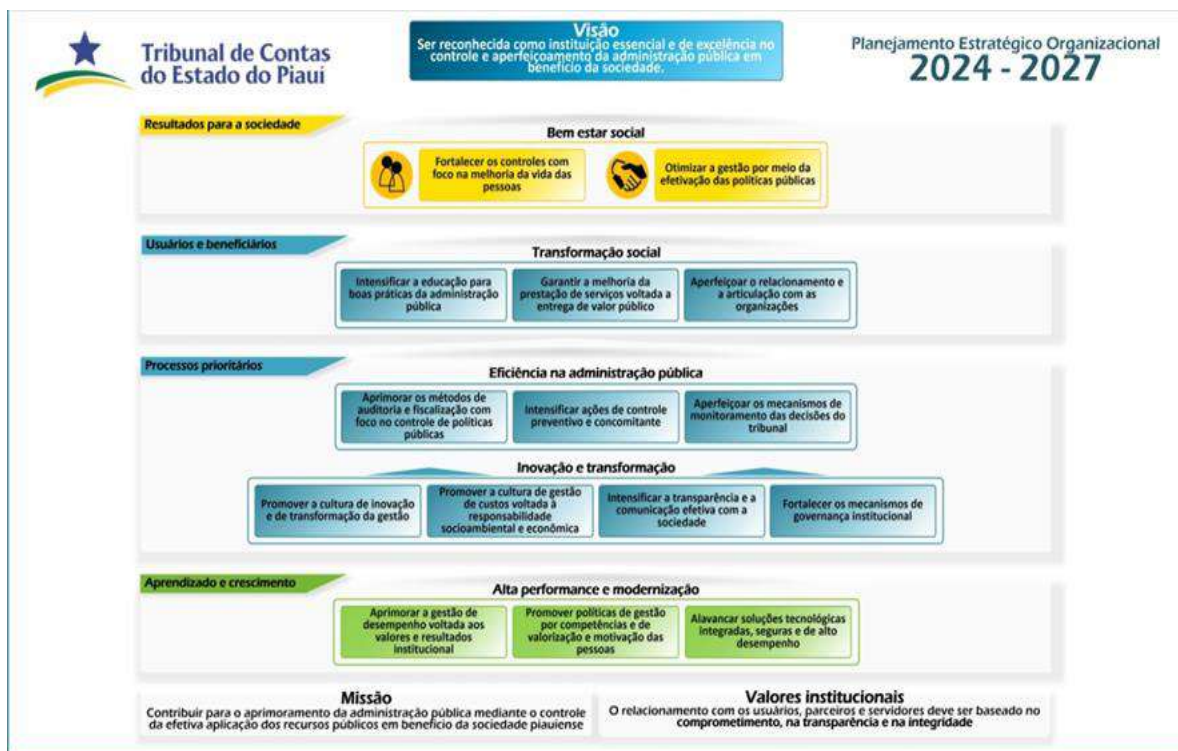 Tribunal de Contas
do Estado do Piauí
Visão
Ser reconhecida como instituição essencial e de excelência no
controle e aperfeiçoamento da administração pública em
benefício da sociedade.
Planejamento Estratégico Organizacional
2024 - 2027
Resultados para a sociedade
Bem estar social
Fortalecer os controles com
foco na melhoria da vida das
pessoas
Otimizar a gestão por meio da
efetivação das políticas públicas
Usuários e beneficiários
Transformação social
Intensificar a educação para
boas práticas da administração
pública
Garantir a melhoria da
prestação de serviços voltada a
entrega de valor público
Aperfeiçoar o relacionamento e
a articulação com as
organizações
Processos prioritários
Eficiência na administração pública
Aprimorar os métodos de
auditoria e fiscalização com
foco no controle de políticas
públicas
Intensificar ações de controle
preventivo e concomitante
Aperfeiçoar os mecanismos de
monitoramento das decisões do
tribunal
Inovação e transformação
Promover a cultura de inovação
e de transformação da gestão
Promover a cultura de gestão
de custos voltada à
responsabilidade
socioambiental e econômica
Intensificar a transparência e a
comunicação efetiva com a
sociedade
Fortalecer os mecanismos de
governança institucional
Aprendizado e crescimento
Alta performance e modernização
Aprimorar a gestão de
desempenho voltada aos
valores e resultados
institucional
Promover políticas de gestão
por competências e de
valorização e motivação das
pessoas
Alavancar soluções tecnológicas
integradas, seguras e de alto
desempenho
Missão
Contribuir para o aprimoramento da administração pública mediante o controle
da efetiva aplicação dos recursos públicos em benefício da sociedade piauiense
Valores institucionais
O relacionamento com os usuários, parceiros e servidores deve ser baseado no
comprometimento, na transparência e na integridade